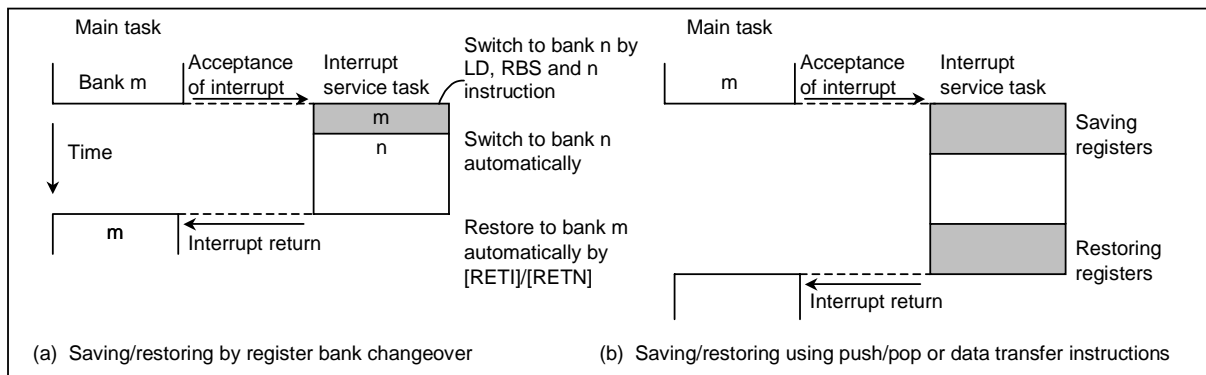 Main task
Bank m
Acceptance
of interrupt
Interrupt
service task
Switch to bank n by
LD, RBS and n
instruction
m
n
Switch to bank n
automatically
Time
m
Interrupt return
Restore to bank m
automatically by
[RETI]/[RETN]
(a) Saving/restoring by register bank changeover
Main task
m
Acceptance
of interrupt
Interrupt
service task
Saving
registers
Restoring
registers
Interrupt return
(b) Saving/restoring using push/pop or data transfer instructions